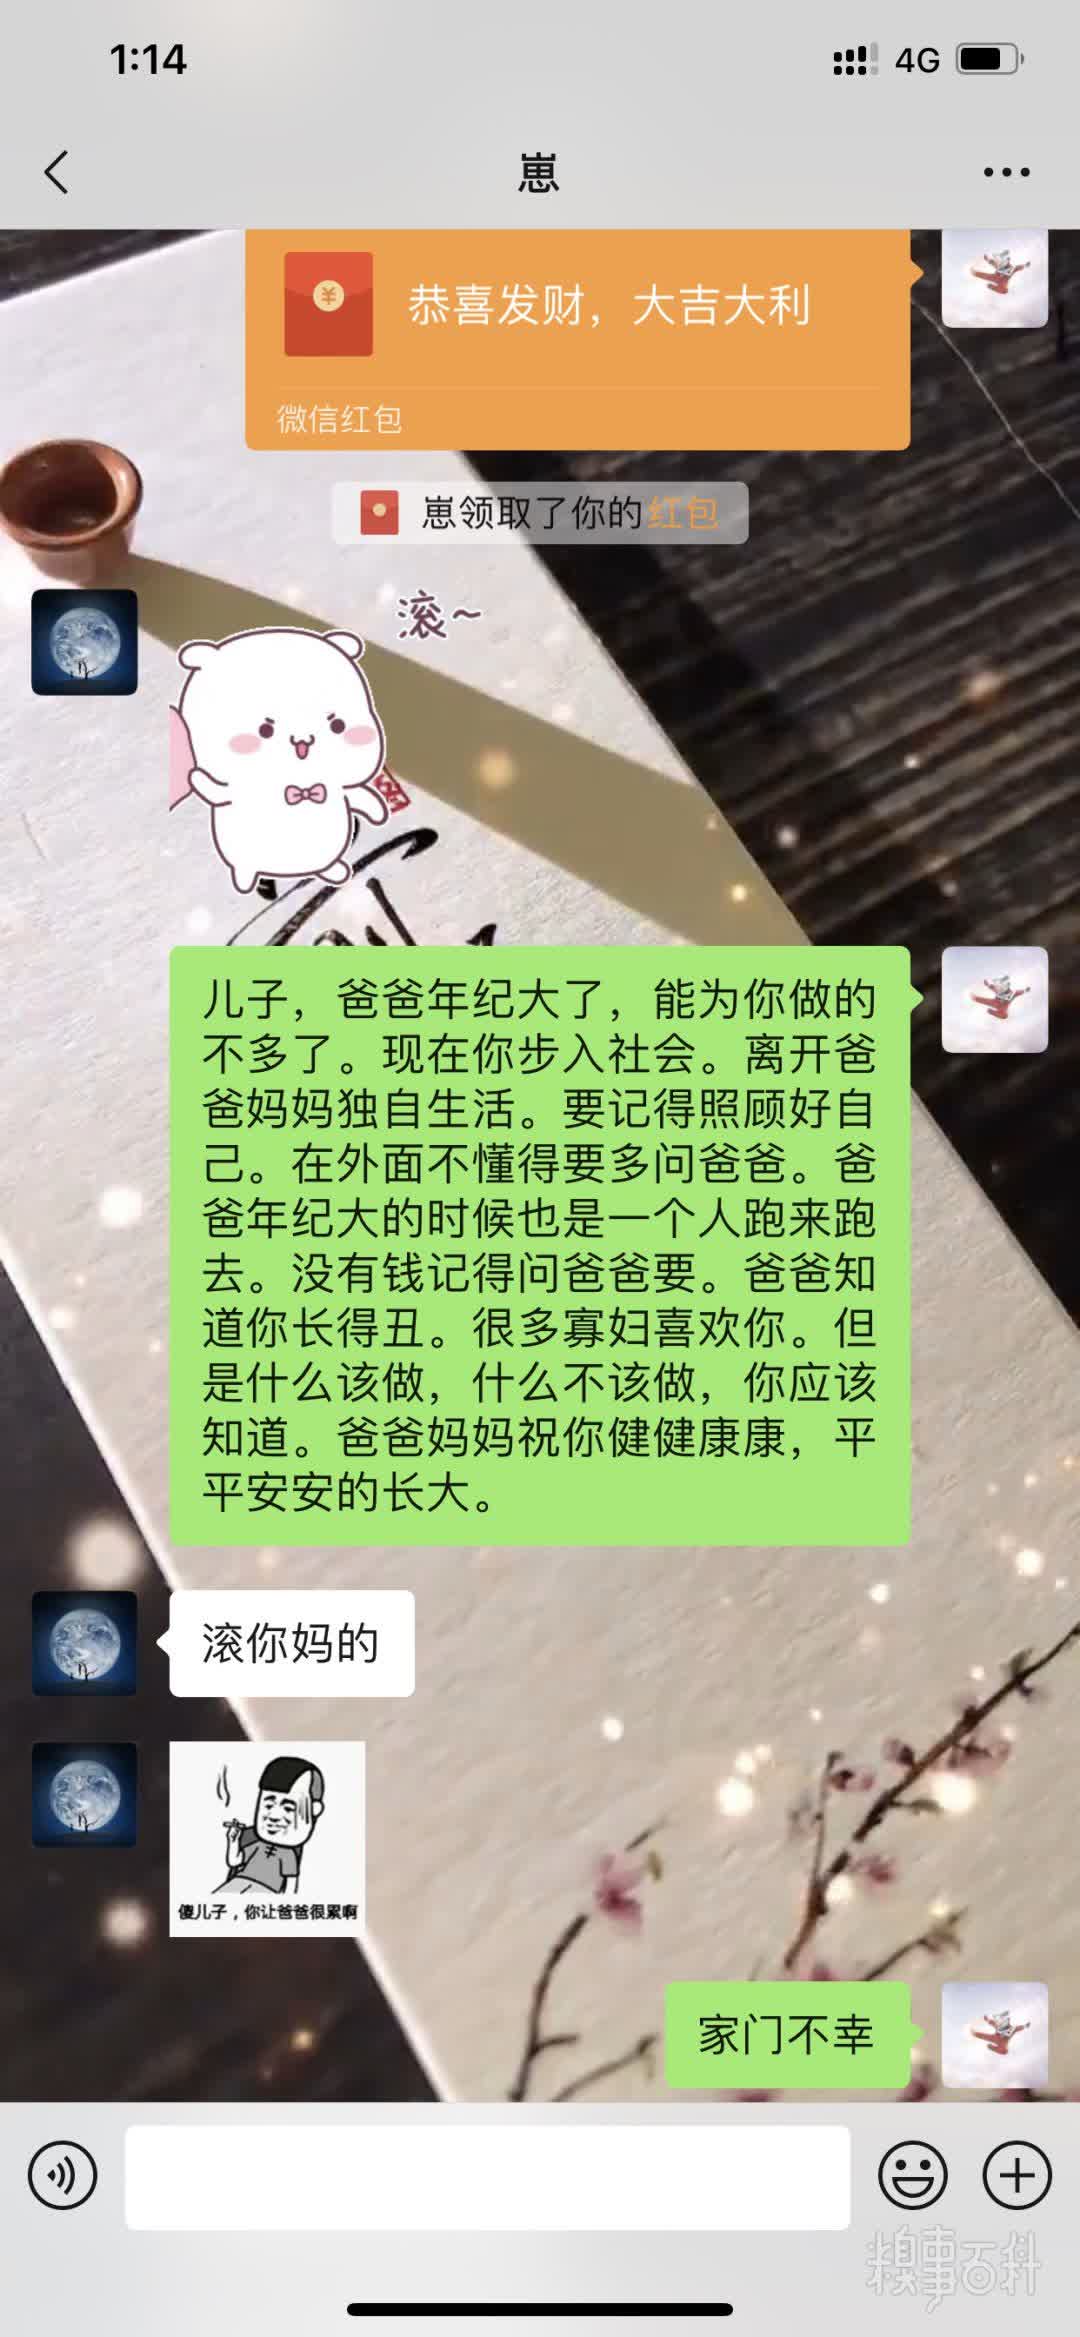 1:14
4G
崽
恭喜发财，大吉大利
微信红包
崽领取了你的红包
滚~
儿子，爸爸年纪大了，能为你做的
不多了。现在你步入社会。离开爸
爸妈妈独自生活。要记得照顾好自
己。在外面不懂得要多问爸爸。爸
爸年纪大的时候也是一个人跑来跑
去。没有钱记得问爸爸要。爸爸知
道你长得丑。很多寡妇喜欢你。但
是什么该做，什么不该做，你应该
知道。爸爸妈妈祝你健健康康，平
平安安的长大。
滚你妈的
傻儿子，你让爸爸很累啊
家门不幸
糗事百科